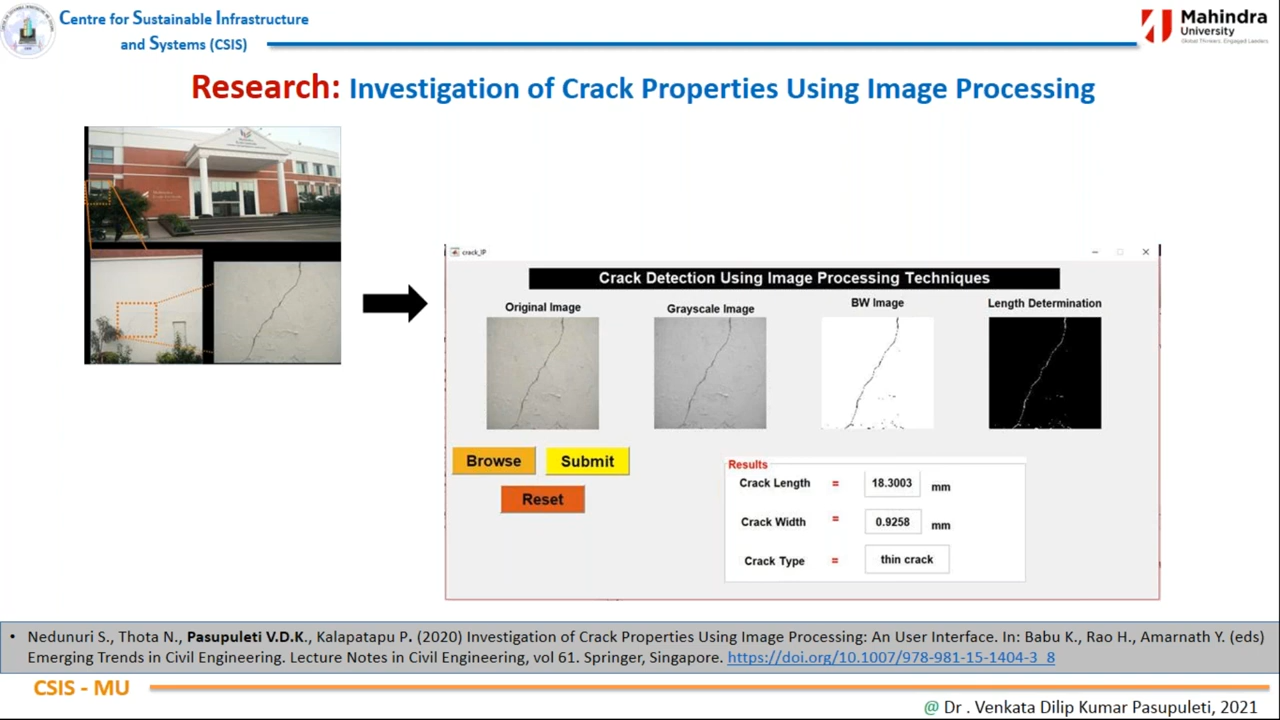 Centre for Sustainable Infrastructure
and Systems (CSIS)
Mahindra
University
Global Thinkers. Engaged Leaders.
Research: Investigation of Crack Properties Using Image Processing
crack_IP
Crack Detection Using Image Processing Techniques
Original Image
Grayscale Image
BW Image
Length Determination
Browse
Submit
Reset
Results
Crack Length = 18.3003 mm
Crack Width = 0.9258 mm
Crack Type = thin crack
• Nedunuri S., Thota N., Pasupuleti V.D.K., Kalapatapu P. (2020) Investigation of Crack Properties Using Image Processing: An User Interface. In: Babu K., Rao H., Amarnath Y. (eds)
Emerging Trends in Civil Engineering. Lecture Notes in Civil Engineering, vol 61. Springer, Singapore. https://doi.org/10.1007/978-981-15-1404-3_8
CSIS - MU
@ Dr . Venkata Dilip Kumar Pasupuleti, 2021